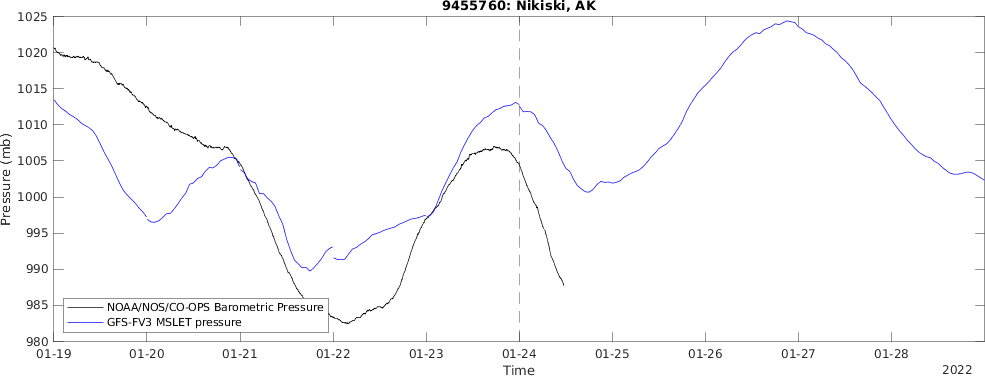 9455760: Nikiski, AK
Pressure (mb)
1025
1020
1015
1010
1005
1000
995
990
985
980
NOAA/NOS/CO-OPS Barometric Pressure
GFS-FV3 MSLET pressure
01-19 01-20 01-21 01-22 01-23 01-24 01-25 01-26 01-27 01-28
Time
2022